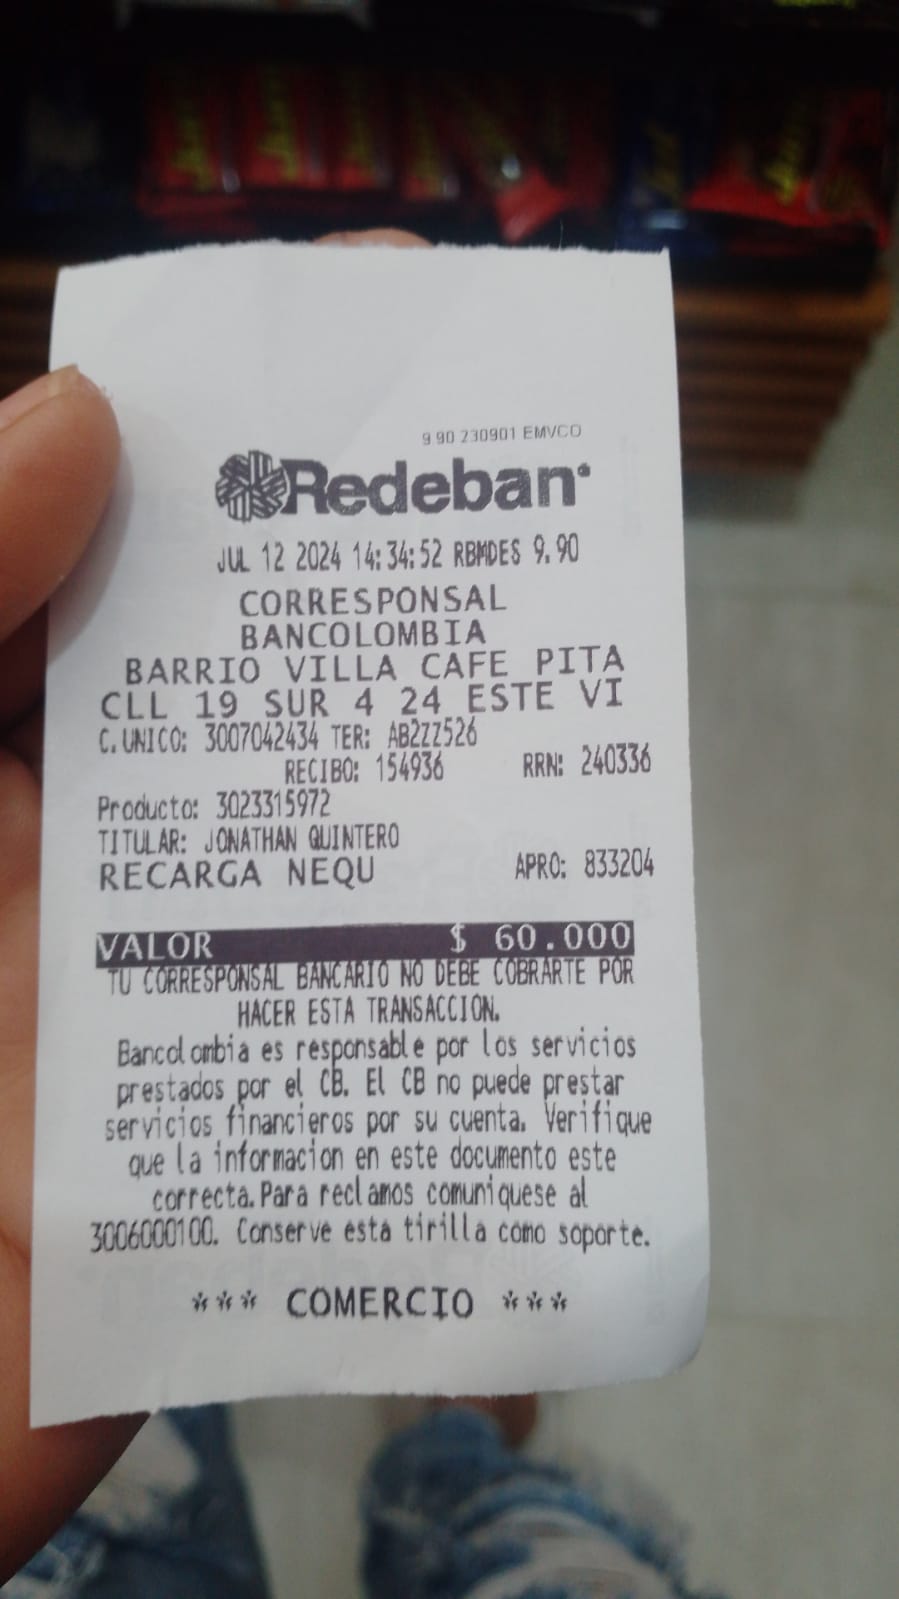 9.90 230901 EMVCO
Redeban
JUL 12 2024 14:34:52 RBMDES 9.90
CORRESPONSAL
BANCOLOMBIA
BARRIO VILLA CAFE PITA
CLL 19 SUR 4 24 ESTE VI
C. UNICO: 3007042434 TER: AB2ZZ526
RECIBO: 154936 RRN: 240336
Producto: 3023315972
TITULAR: JONATHAN QUINTERO
RECARGA NEQU APRO: 833204
VALOR $ 60.000
TU CORRESPONSAL BANCARIO NO DEBE COBRARTE POR
HACER ESTA TRANSACCION.
Bancolombia es responsable por los servicios
prestados por el CB. El CB no puede prestar
servicios financieros por su cuenta. Verifique
que la informacion en este documento este
correcta. Para reclamos comuniquese al
3006000100. Conserve esta tirilla como soporte.
*** COMERCIO ***